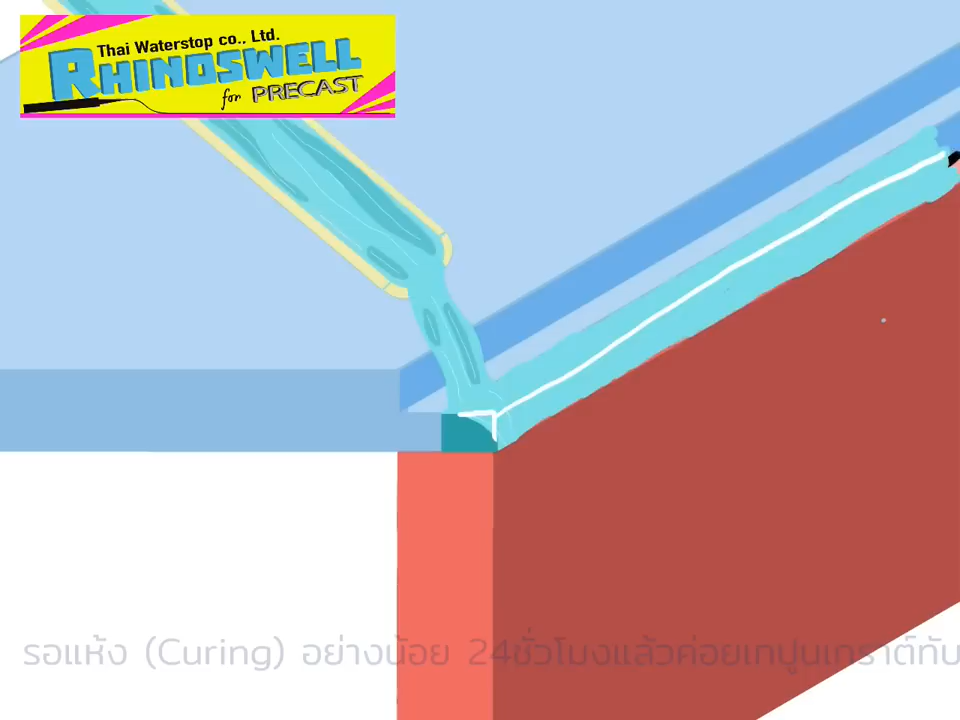 Thai Waterstop co., Ltd.
RHINOSWELL
for PRECAST
รอแห้ง (Curing) อย่างน้อย 24ชั่วโมงแล้วค่อยเทปูนเกราต์ทับ